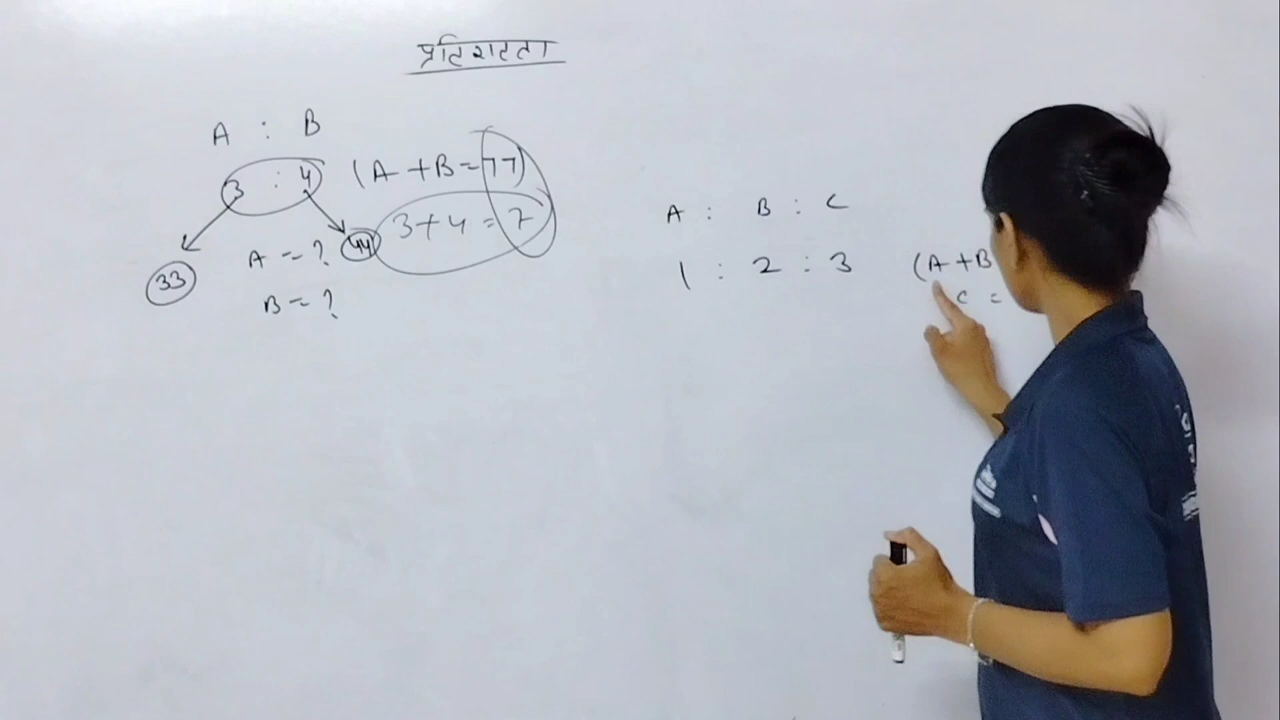 प्रतिशतता
A : B
3 : 4 (A + B = 77)
3 + 4 = 7
33 A = ? 44
B = ?
A : B : C
1 : 2 : 3 (A + B
C =